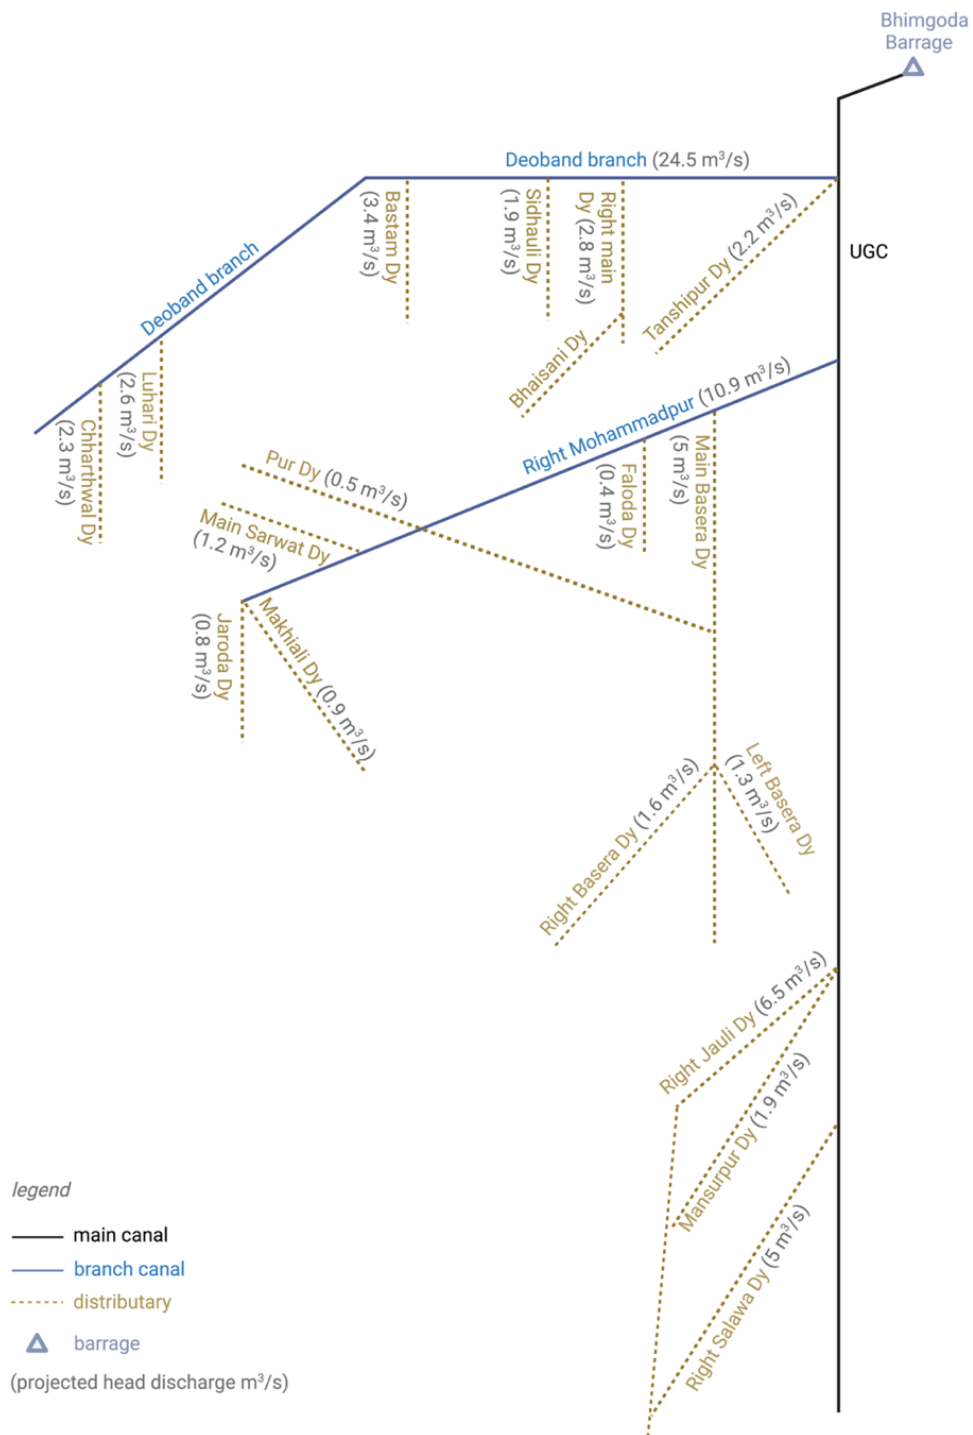 Bhimgoda
Barrage
Deoband branch (24.5 m³/s)
Bastam Dy
(3.4 m³/s)
Sidhauli Dy
(1.9 m³/s)
Right main
Dy (2.8 m³/s)
Tanshipur Dy (2.2 m³/s)
UGC
Deoband branch
Bhaisani Dy
Luhari Dy
(2.6 m³/s)
Chharthwal Dy
(2.3 m³/s)
Right Mohammadpur (10.9 m³/s)
Pur Dy (0.5 m³/s)
Main Sarwat Dy
(1.2 m³/s)
Faloda Dy
(0.4 m³/s)
Main Basera Dy
(5 m³/s)
Jaroda Dy
(0.8 m³/s)
Makhiali Dy (0.9 m³/s)
Right Basera Dy (1.6 m³/s)
Left Basera Dy
(1.3 m³/s)
Right Jauli Dy (6.5 m³/s)
Mansurpur Dy (1.9 m³/s)
Right Salawa Dy (5 m³/s)
legend
main canal
branch canal
distributary
barrage
(projected head discharge m³/s)